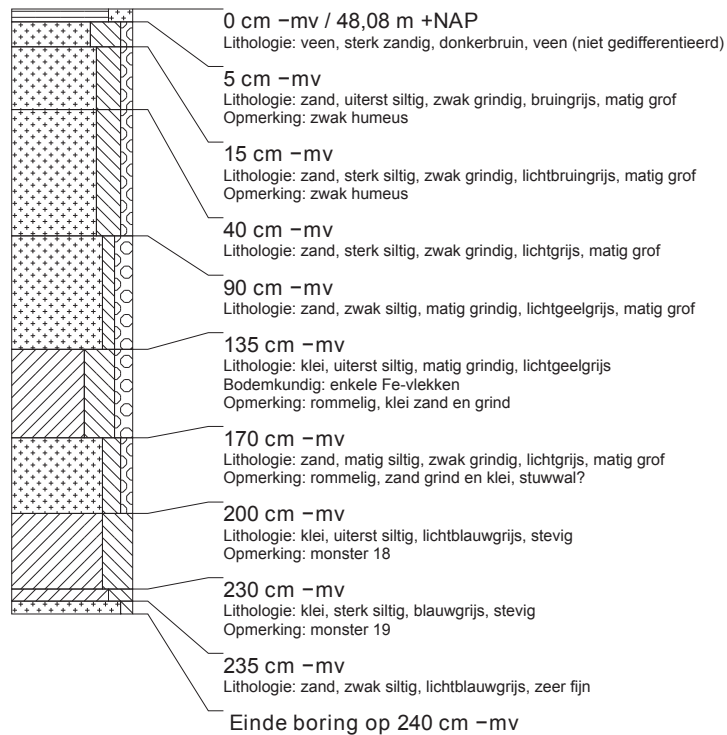 0 cm −mv / 48,08 m +NAP
Lithologie: veen, sterk zandig, donkerbruin, veen (niet gedifferentieerd)
5 cm −mv
Lithologie: zand, uiterst siltig, zwak grindig, bruingrijs, matig grof
Opmerking: zwak humeus
15 cm −mv
Lithologie: zand, sterk siltig, zwak grindig, lichtbruingrijs, matig grof
Opmerking: zwak humeus
40 cm −mv
Lithologie: zand, sterk siltig, zwak grindig, lichtgrijs, matig grof
90 cm −mv
Lithologie: zand, zwak siltig, matig grindig, lichtgeelgrijs, matig grof
135 cm −mv
Lithologie: klei, uiterst siltig, matig grindig, lichtgeelgrijs
Bodemkundig: enkele Fe-vlekken
Opmerking: rommelig, klei zand en grind
170 cm −mv
Lithologie: zand, matig siltig, zwak grindig, lichtgrijs, matig grof
Opmerking: rommelig, zand grind en klei, stuwwal?
200 cm −mv
Lithologie: klei, uiterst siltig, lichtblauwgrijs, stevig
Opmerking: monster 18
230 cm −mv
Lithologie: klei, sterk siltig, blauwgrijs, stevig
Opmerking: monster 19
235 cm −mv
Lithologie: zand, zwak siltig, lichtblauwgrijs, zeer fijn
Einde boring op 240 cm −mv